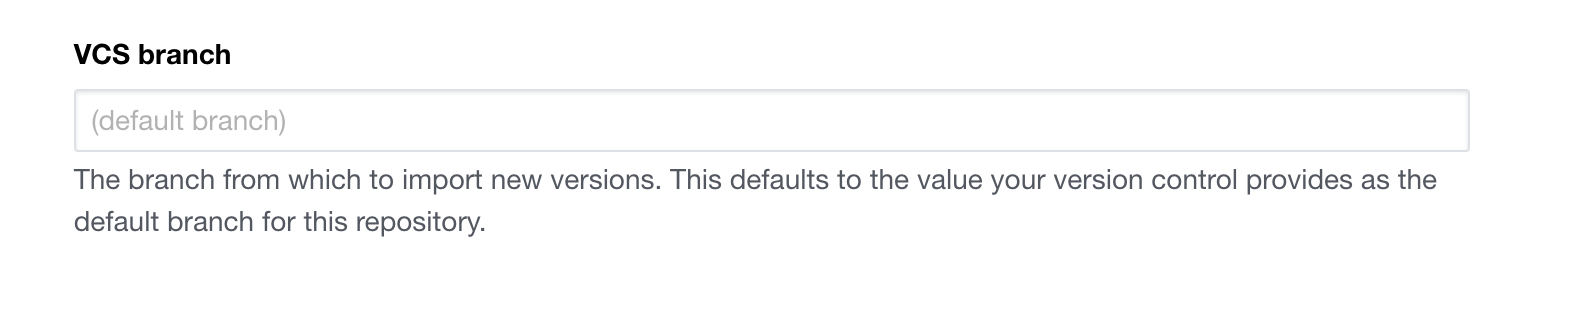 VCS branch
(default branch)
The branch from which to import new versions. This defaults to the value your version control provides as the
default branch for this repository.